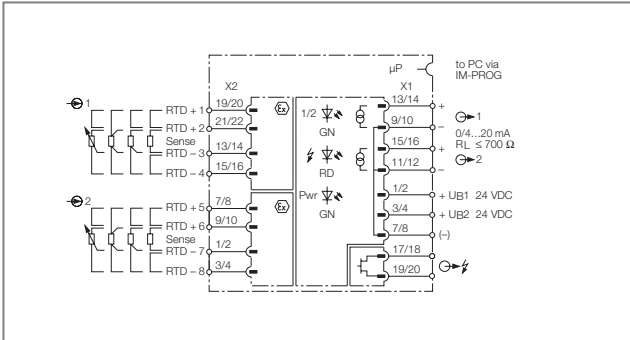 µP
to PC via
IM-PROG
X2
X1
1
RTD + 1 19/20
RTD + 2 21/22
Sense
RTD – 3 13/14
RTD – 4 15/16
2
RTD + 5 7/8
RTD + 6 9/10
Sense
RTD – 7 1/2
RTD – 8 3/4
Ex
Ex
1/2
GN
RD
Pwr
GN
13/14 +
9/10 –
15/16 +
11/12 –
1
0/4...20 mA
RL ≤ 700 Ω
2
1/2 + UB1 24 VDC
3/4 + UB2 24 VDC
7/8 (–)
17/18
19/20